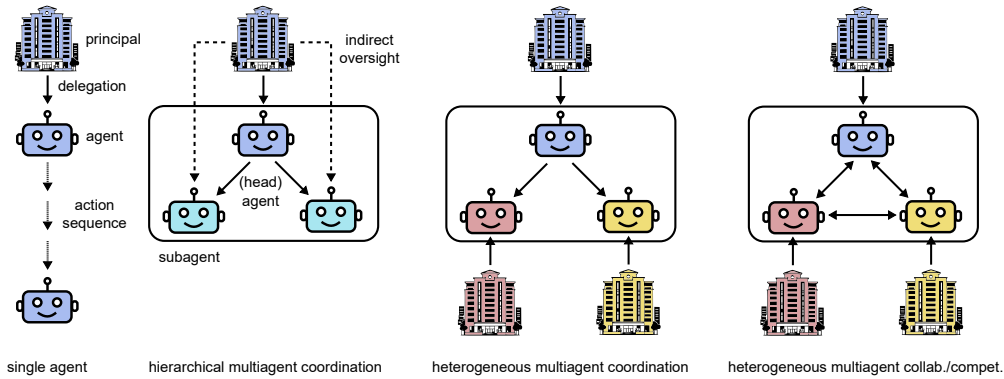 principal
delegation
agent
action
sequence
single agent
indirect
oversight
(head)
agent
subagent
hierarchical multiagent coordination
heterogeneous multiagent coordination
heterogeneous multiagent collab./compet.